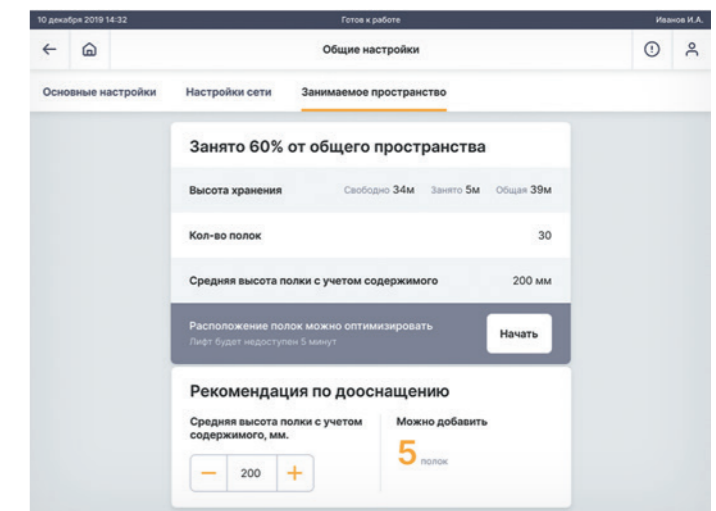 10 декабря 2019 14:32 Готов к работе Иванов И.А.
Общие настройки
Основные настройки Настройки сети Занимаемое пространство
Занято 60% от общего пространства
Высота хранения Свободно 34м Занято 5м Общая 39м
Кол-во полок 30
Средняя высота полки с учетом содержимого 200 мм
Расположение полок можно оптимизировать
Лифт будет недоступен 5 минут
Начать
Рекомендация по дооснащению
Средняя высота полки с учетом
содержимого, мм.
− 200 +
Можно добавить
5 полок